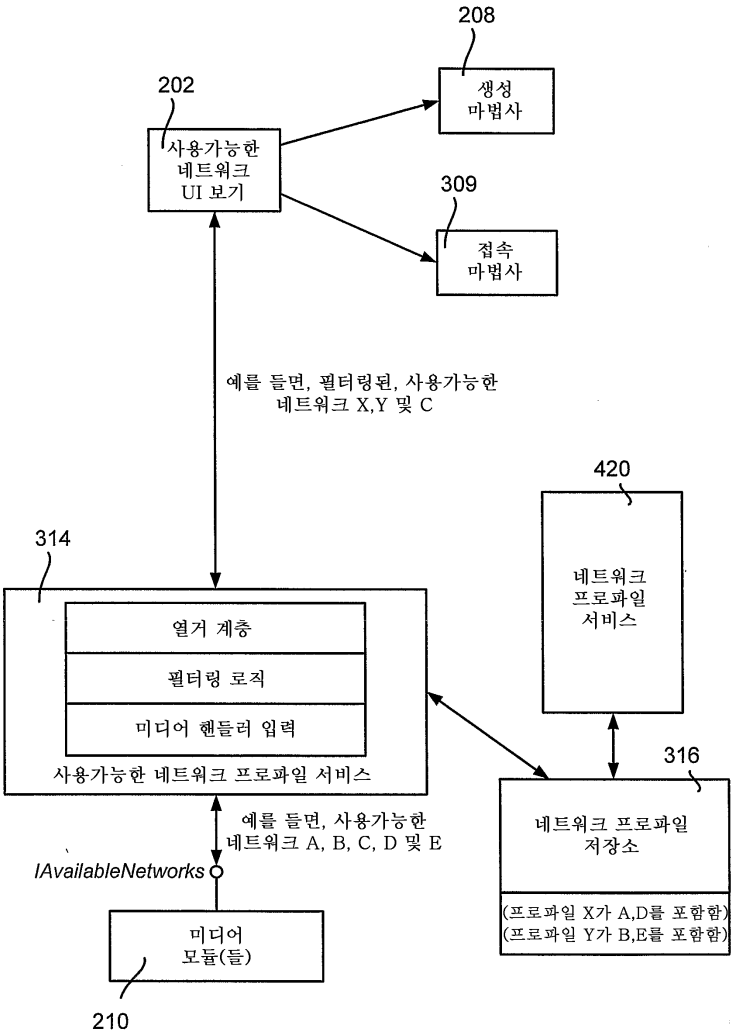 208
생성
마법사
202
사용가능한
네트워크
UI 보기
309
접속
마법사
예를 들면, 필터링된, 사용가능한
네트워크 X,Y 및 C
420
네트워크
프로파일
서비스
314
열거 계층
필터링 로직
미디어 핸들러 입력
사용가능한 네트워크 프로파일 서비스
316
네트워크 프로파일
저장소
(프로파일 X가 A,D를 포함함)
(프로파일 Y가 B,E를 포함함)
예를 들면, 사용가능한
네트워크 A, B, C, D 및 E
IAvailableNetworks
미디어
모듈(들)
210